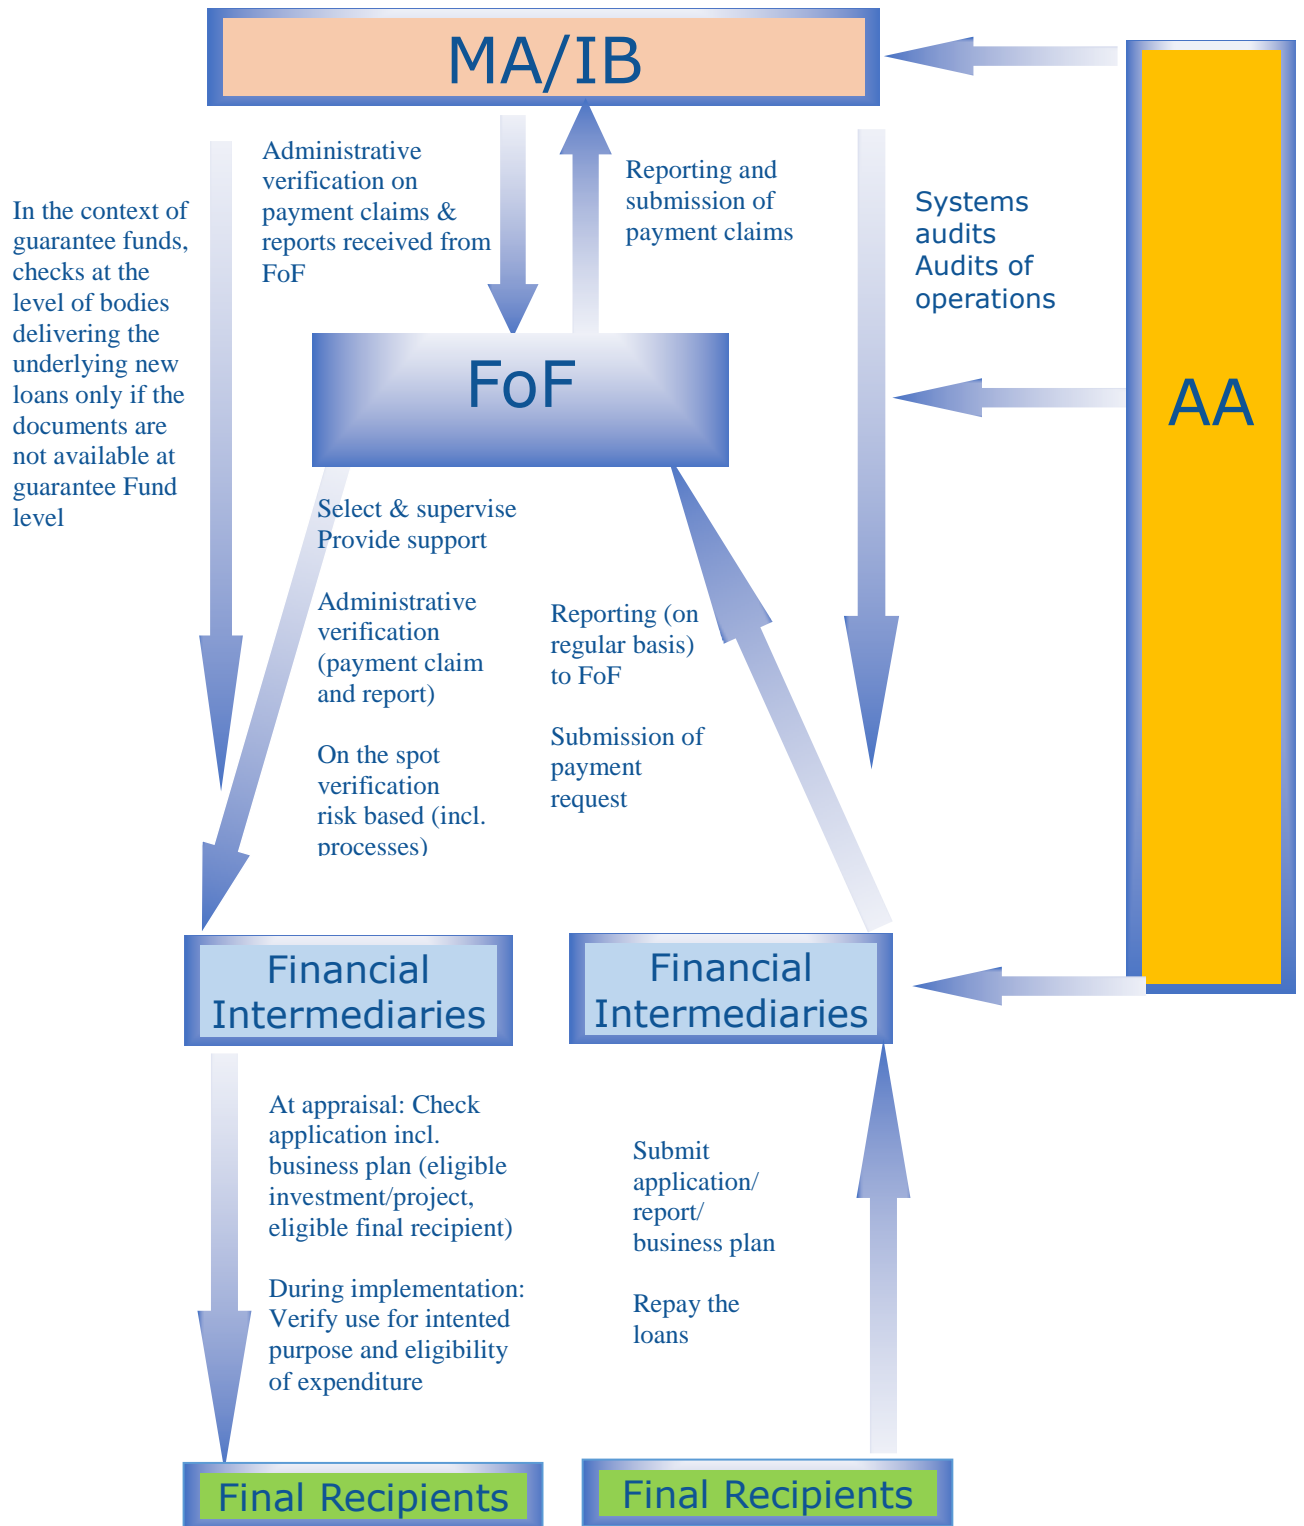 MA/IB
Administrative
verification on
payment claims &
reports received from
FoF
Reporting and
submission of
payment claims
In the context of
guarantee funds,
checks at the
level of bodies
delivering the
underlying new
loans only if the
documents are
not available at
guarantee Fund
level
Systems
audits
Audits of
operations
AA
FoF
Select & supervise
Provide support
Administrative
verification
(payment claim
and report)
On the spot
verification
risk based (incl.
processes)
Reporting (on
regular basis)
to FoF
Submission of
payment
request
Financial
Intermediaries
Financial
Intermediaries
At appraisal: Check
application incl.
business plan (eligible
investment/project,
eligible final recipient)
During implementation:
Verify use for intented
purpose and eligibility
of expenditure
Submit
application/
report/
business plan
Repay the
loans
Final Recipients
Final Recipients